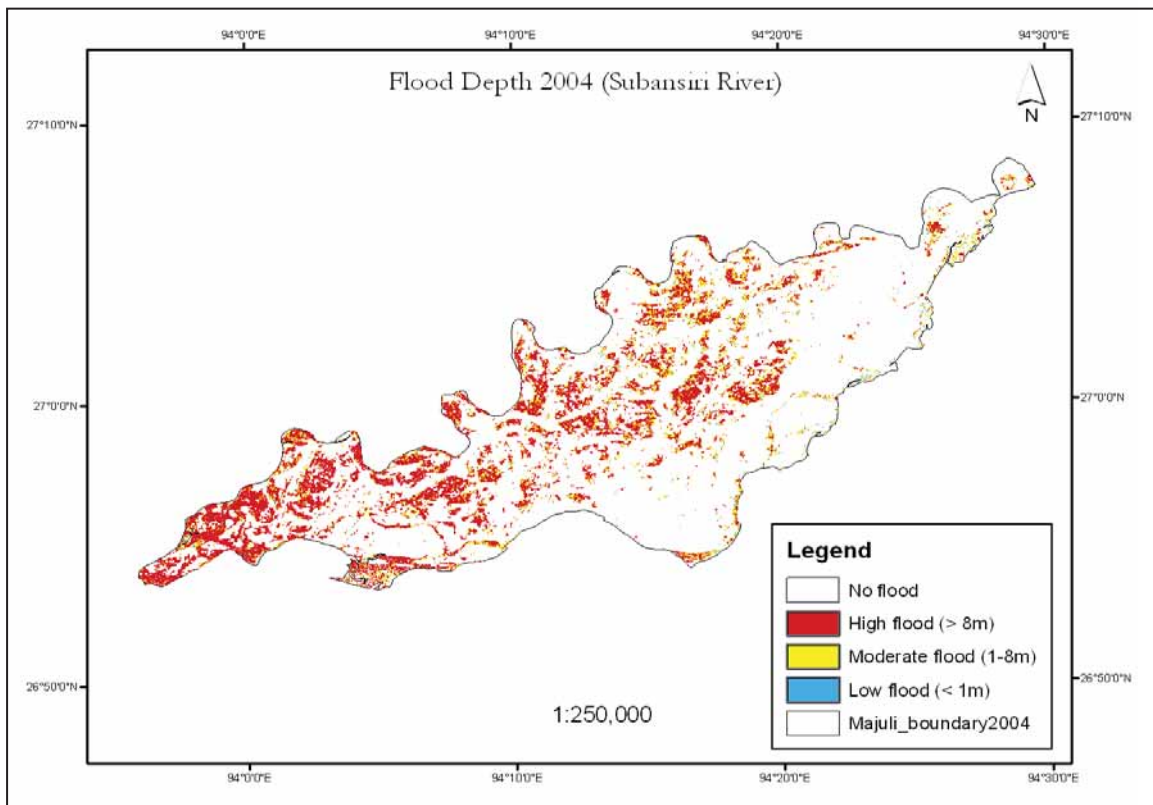 94°0'0"E
94°10'0"E
94°20'0"E
94°30'0"E
Flood Depth 2004 (Subansiri River)
N
27°10'0"N
27°10'0"N
27°0'0"N
27°0'0"N
Legend
No flood
High flood (> 8m)
Moderate flood (1-8m)
Low flood (< 1m)
Majuli_boundary2004
26°50'0"N
26°50'0"N
1:250,000
94°0'0"E
94°10'0"E
94°20'0"E
94°30'0"E